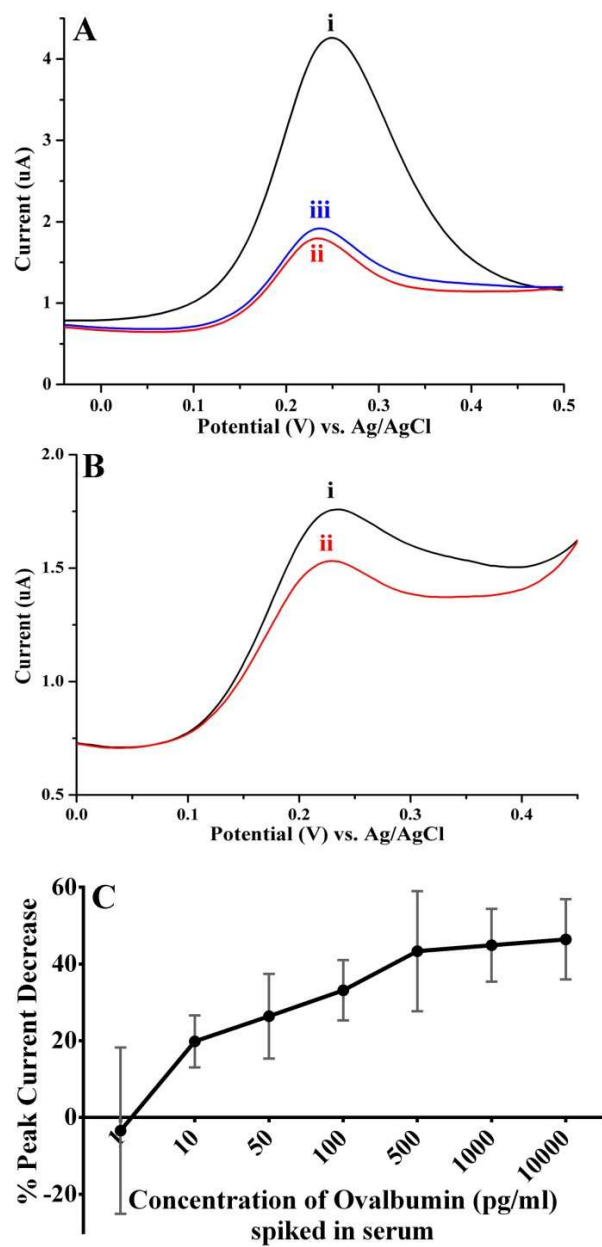 A
i
iii
ii
4
3
2
1
0
Current (uA)
0.0 0.1 0.2 0.3 0.4 0.5
Potential (V) vs. Ag/AgCl
B
i
ii
2.0
1.5
1.0
0.5
Current (uA)
0.0 0.1 0.2 0.3 0.4
Potential (V) vs. Ag/AgCl
C
60
40
20
0
-20
% Peak Current Decrease
1 10 50 100 500 1000 10000
Concentration of Ovalbumin (pg/ml)
spiked in serum